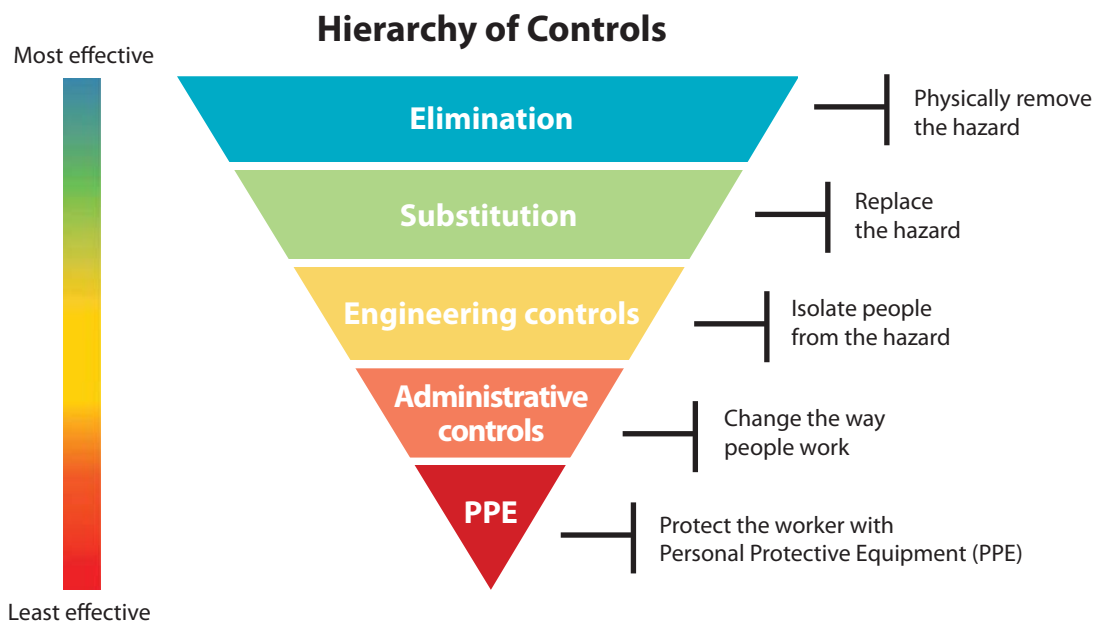 Hierarchy of Controls
Most effective
Elimination
Physically remove
the hazard
Substitution
Replace
the hazard
Engineering controls
Isolate people
from the hazard
Administrative
controls
Change the way
people work
PPE
Protect the worker with
Personal Protective Equipment (PPE)
Least effective